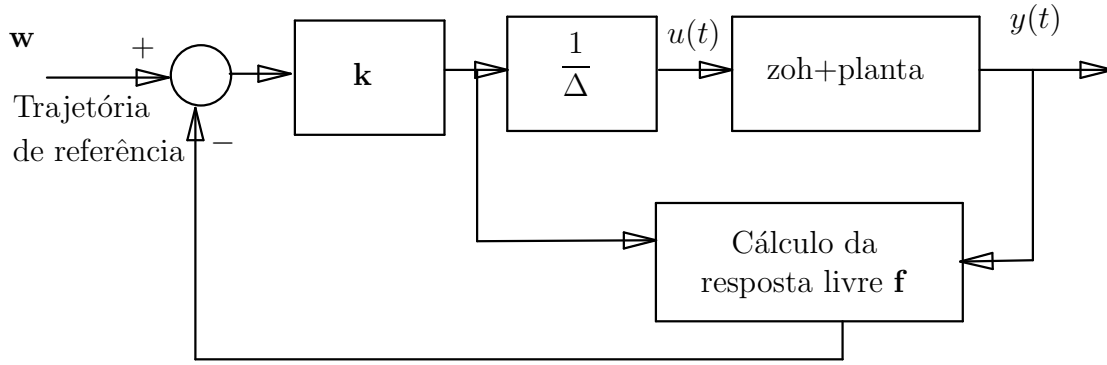 w
+
Trajetória
de referência
−
k
1
Δ
u(t)
zoh+planta
y(t)
Cálculo da
resposta livre f